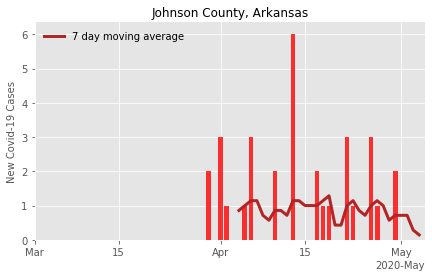 Johnson County, Arkansas
7 day moving average
New Covid-19 Cases
6
5
4
3
2
1
0
Mar
15
Apr
15
May
2020-May